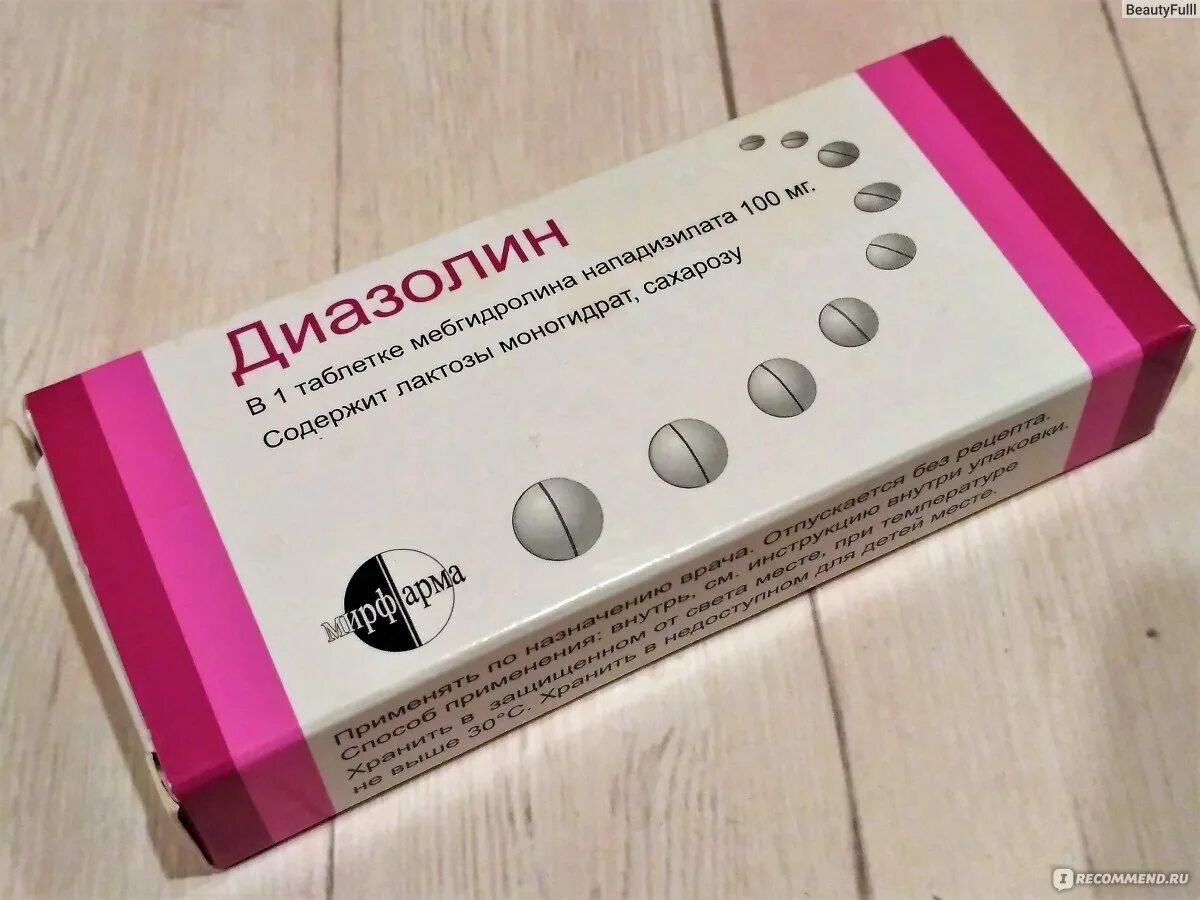 BeautyFulll
Диазолин
В 1 таблетке мебгидролина нападизилата 100 мг.
Содержит лактозы моногидрат, сахарозу
мирфарма
Применять по назначению врача. Отпускается без рецепта.
Способ применения: внутрь, см. инструкцию внутри упаковки.
Хранить в защищенном от света месте, при температуре
не выше 30°С. Хранить в недоступном для детей месте.
I RECOMMEND.RU